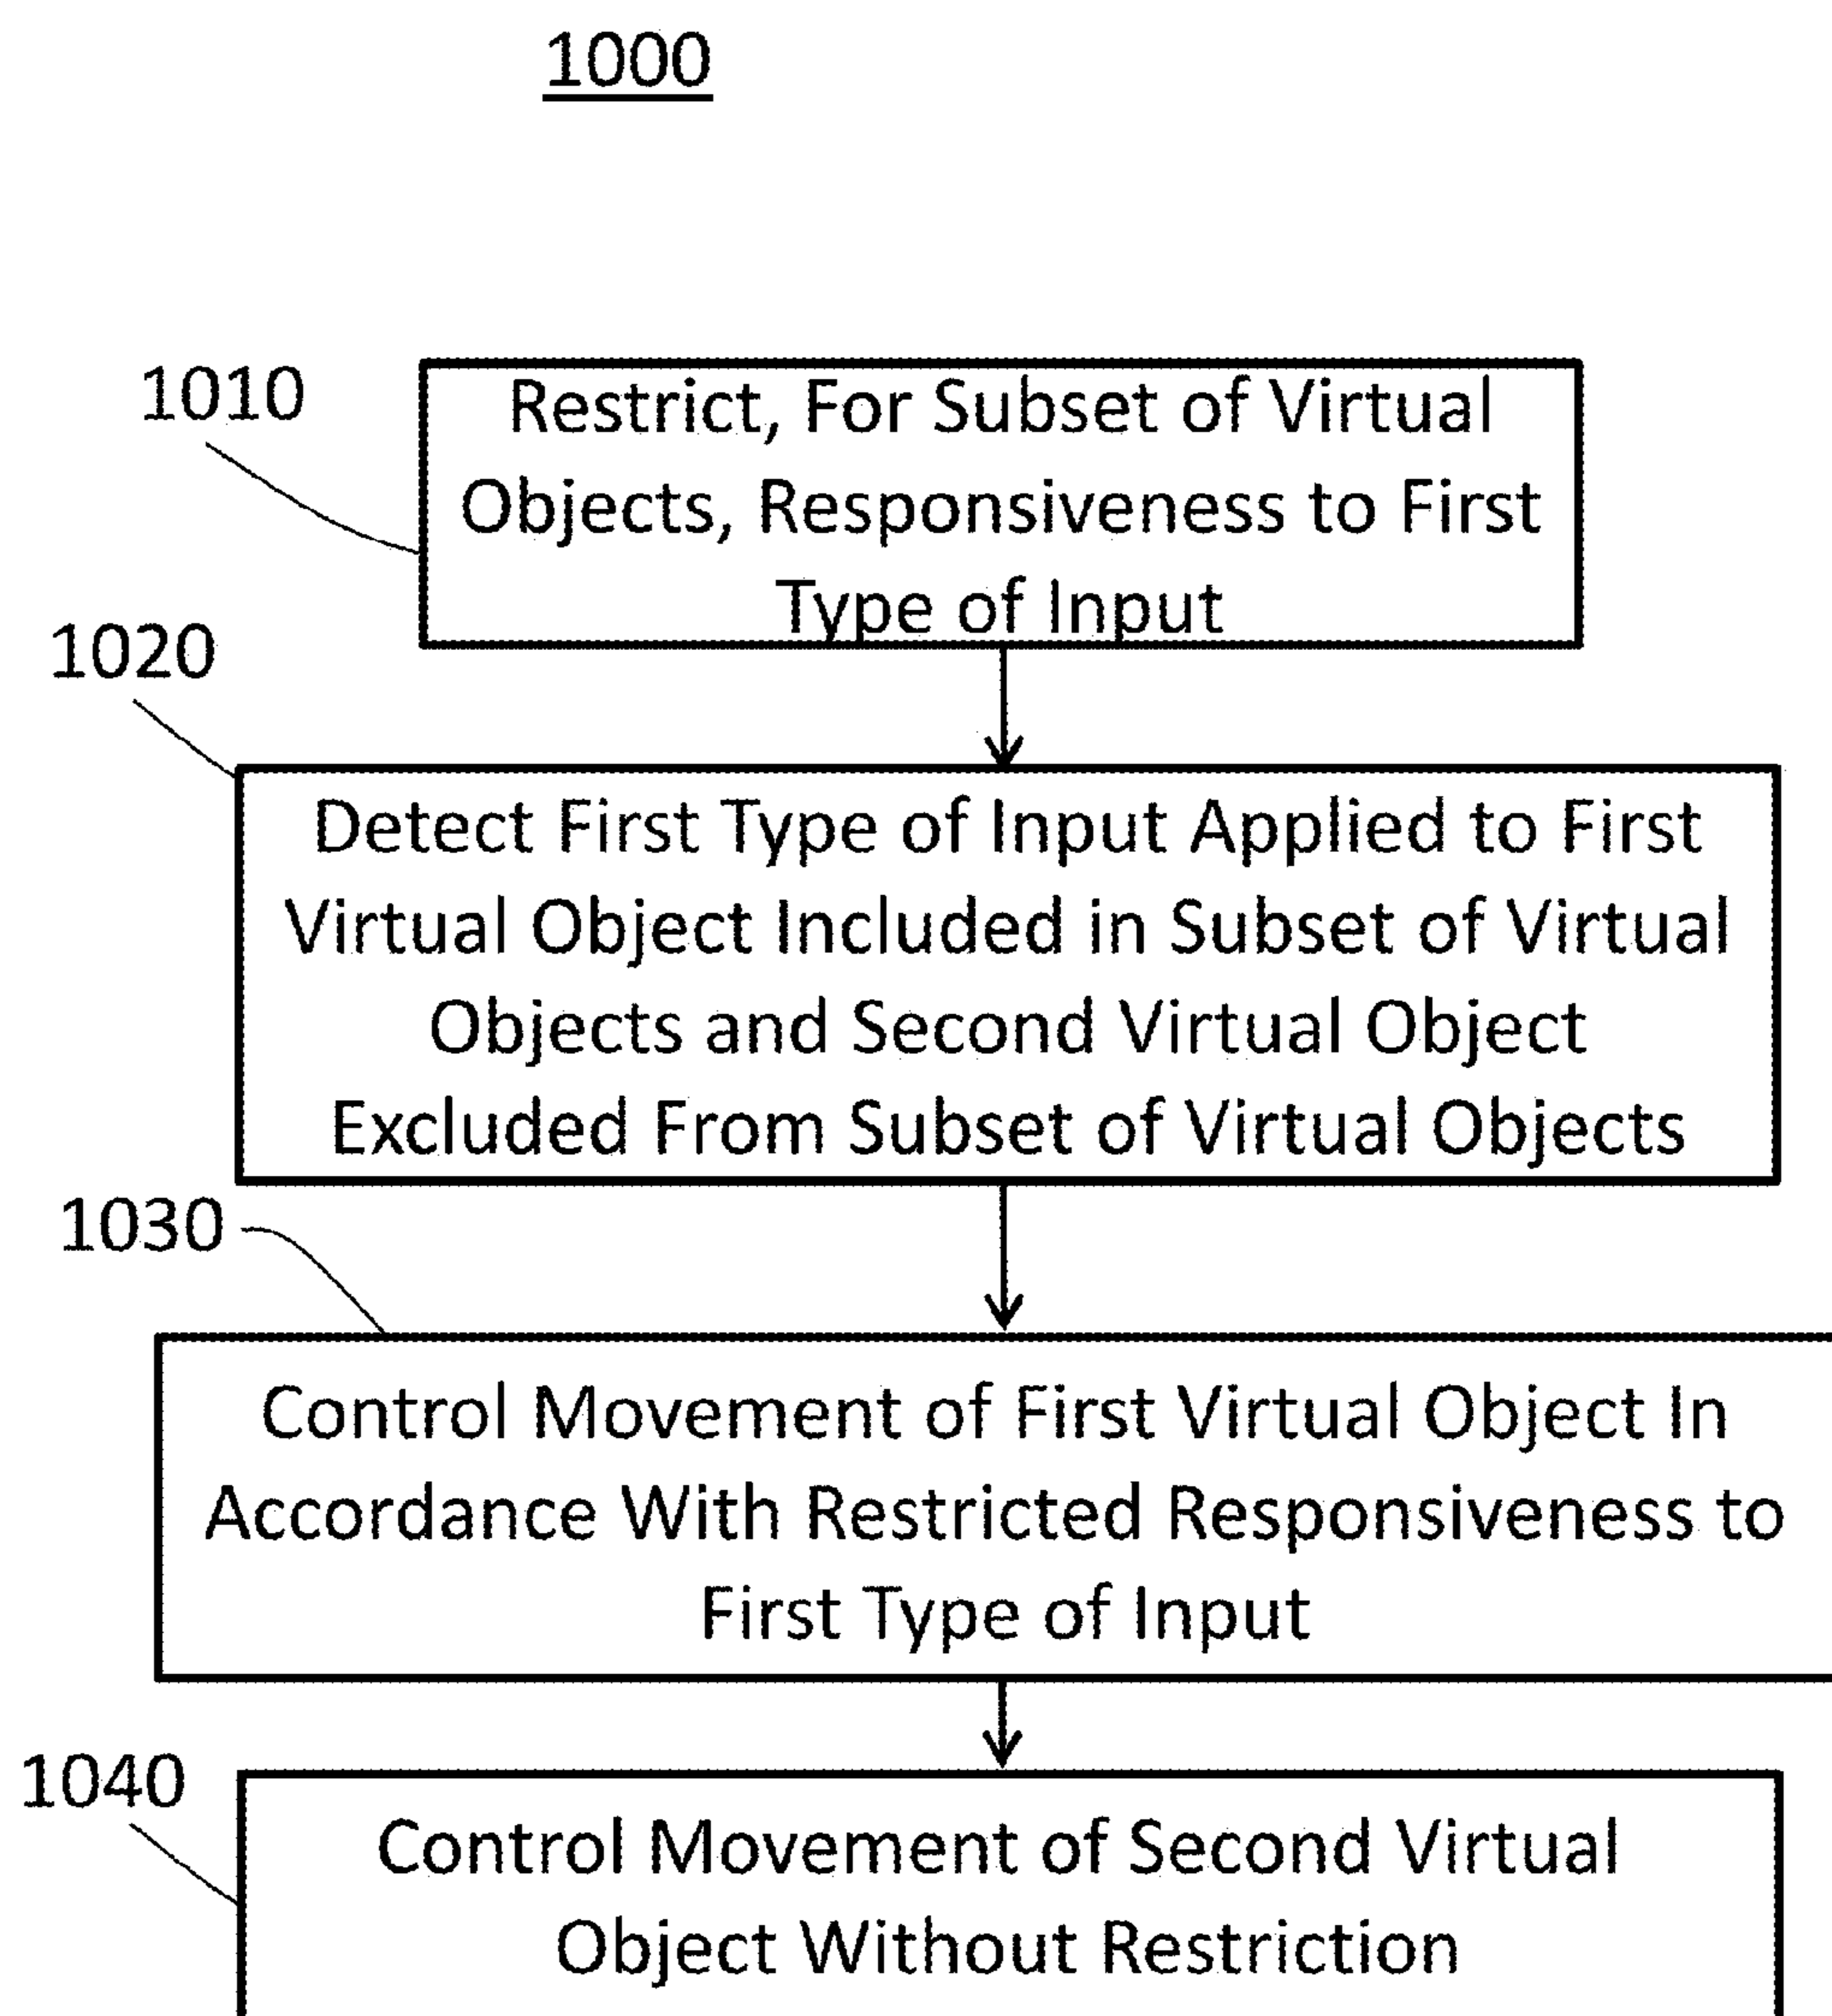 1000
1010
Restrict, For Subset of Virtual
Objects, Responsiveness to First
Type of Input
1020
Detect First Type of Input Applied to First
Virtual Object Included in Subset of Virtual
Objects and Second Virtual Object
Excluded From Subset of Virtual Objects
1030
Control Movement of First Virtual Object In
Accordance With Restricted Responsiveness to
First Type of Input
1040
Control Movement of Second Virtual
Object Without Restriction